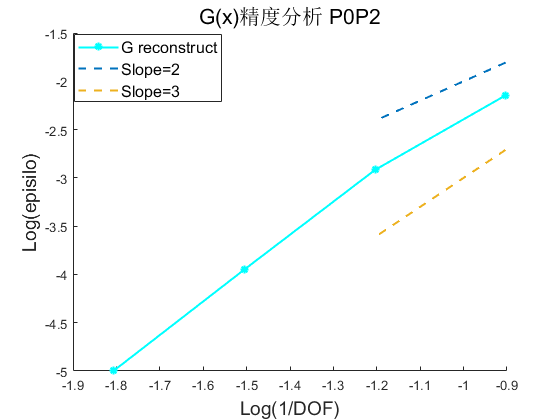 G(x)精度分析 P0P2
G reconstruct
Slope=2
Slope=3
Log(episilo)
-1.5
-2
-2.5
-3
-3.5
-4
-4.5
-5
-1.9 -1.8 -1.7 -1.6 -1.5 -1.4 -1.3 -1.2 -1.1 -1 -0.9
Log(1/DOF)